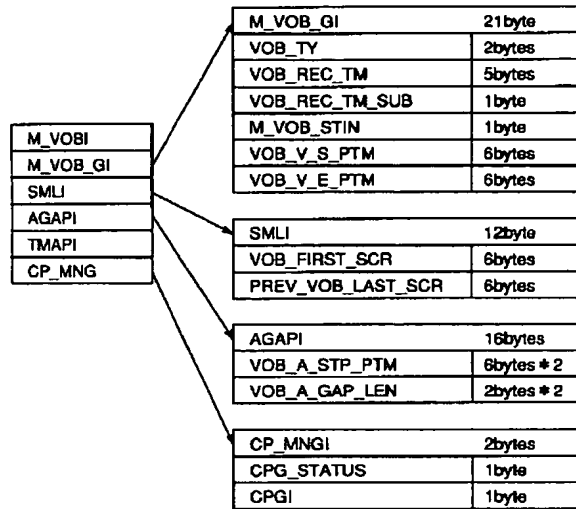 M_VOBI
M_VOB_GI
SMLI
AGAPI
TMAPI
CP_MNG
M_VOB_GI 21byte
VOB_TY 2bytes
VOB_REC_TM 5bytes
VOB_REC_TM_SUB 1byte
M_VOB_STIN 1byte
VOB_V_S_PTM 6bytes
VOB_V_E_PTM 6bytes
SMLI 12byte
VOB_FIRST_SCR 6bytes
PREV_VOB_LAST_SCR 6bytes
AGAPI 16bytes
VOB_A_STP_PTM 6bytes * 2
VOB_A_GAP_LEN 2bytes * 2
CP_MNGI 2bytes
CPG_STATUS 1byte
CPGI 1byte